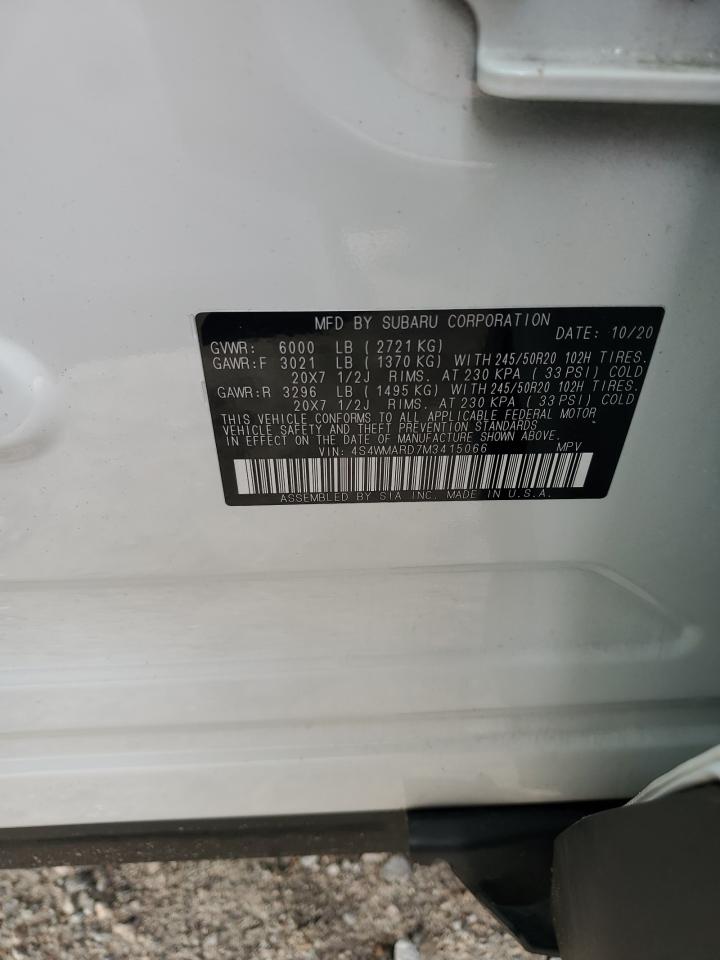 MFD BY SUBARU CORPORATION
DATE: 10/20
GVWR: 6000 LB ( 2721 KG)
GAWR:F 3021 LB ( 1370 KG) WITH 245/50R20 102H TIRES.
20X7 1/2J RIMS. AT 230 KPA ( 33 PSI) COLD
GAWR:R 3296 LB ( 1495 KG) WITH 245/50R20 102H TIRES.
20X7 1/2J RIMS. AT 230 KPA ( 33 PSI) COLD
THIS VEHICLE CONFORMS TO ALL APPLICABLE FEDERAL MOTOR
VEHICLE SAFETY AND THEFT PREVENTION STANDARDS
IN EFFECT ON THE DATE OF MANUFACTURE SHOWN ABOVE.
VIN: 4S4WMARD7M3415066 MPV
ASSEMBLED BY SIA INC. MADE IN U.S.A.